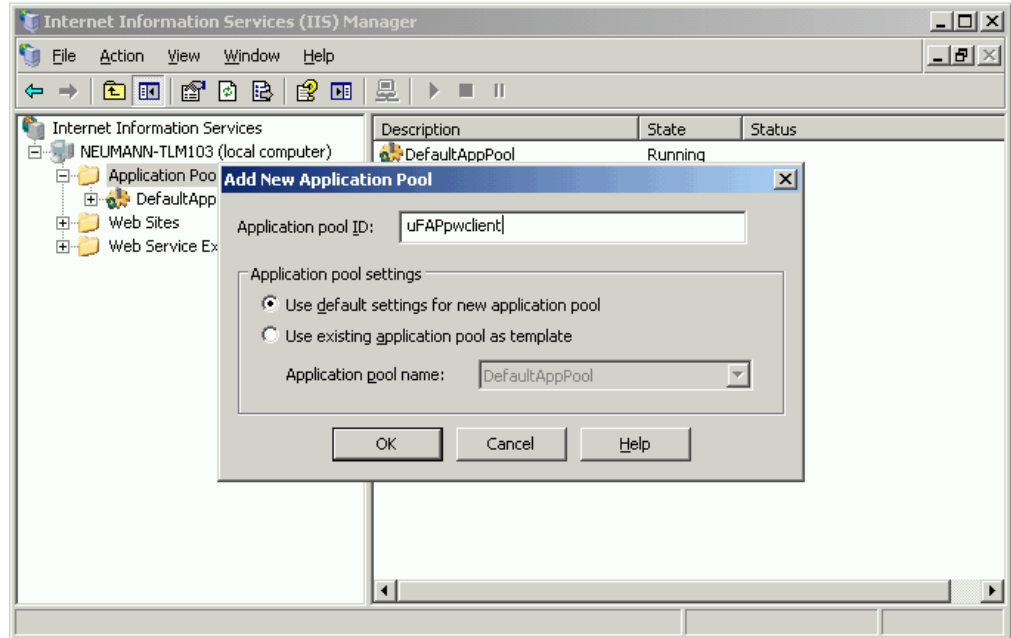 Internet Information Services (IIS) Manager
File Action View Window Help
Internet Information Services
NEUMANN-TLM103 (local computer)
Application Poo
DefaultApp
Web Sites
Web Service Ex
Description State Status
DefaultAppPool Running
Add New Application Pool
Application pool ID: uFAPpwclient
Application pool settings
Use default settings for new application pool
Use existing application pool as template
Application pool name: DefaultAppPool
OK Cancel Help